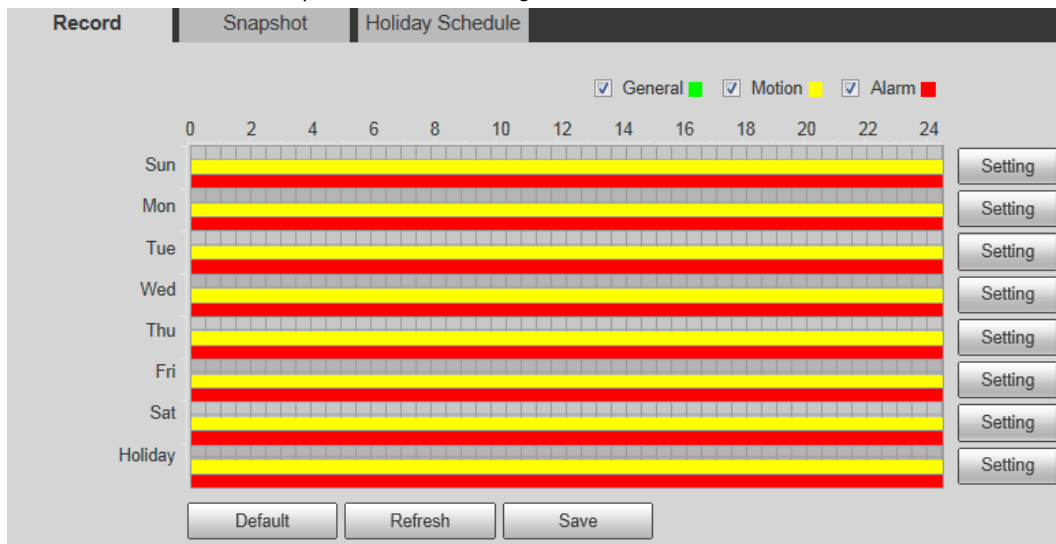 Record Snapshot Holiday Schedule
General Motion Alarm
0 2 4 6 8 10 12 14 16 18 20 22 24
Sun Setting
Mon Setting
Tue Setting
Wed Setting
Thu Setting
Fri Setting
Sat Setting
Holiday Setting
Default Refresh Save